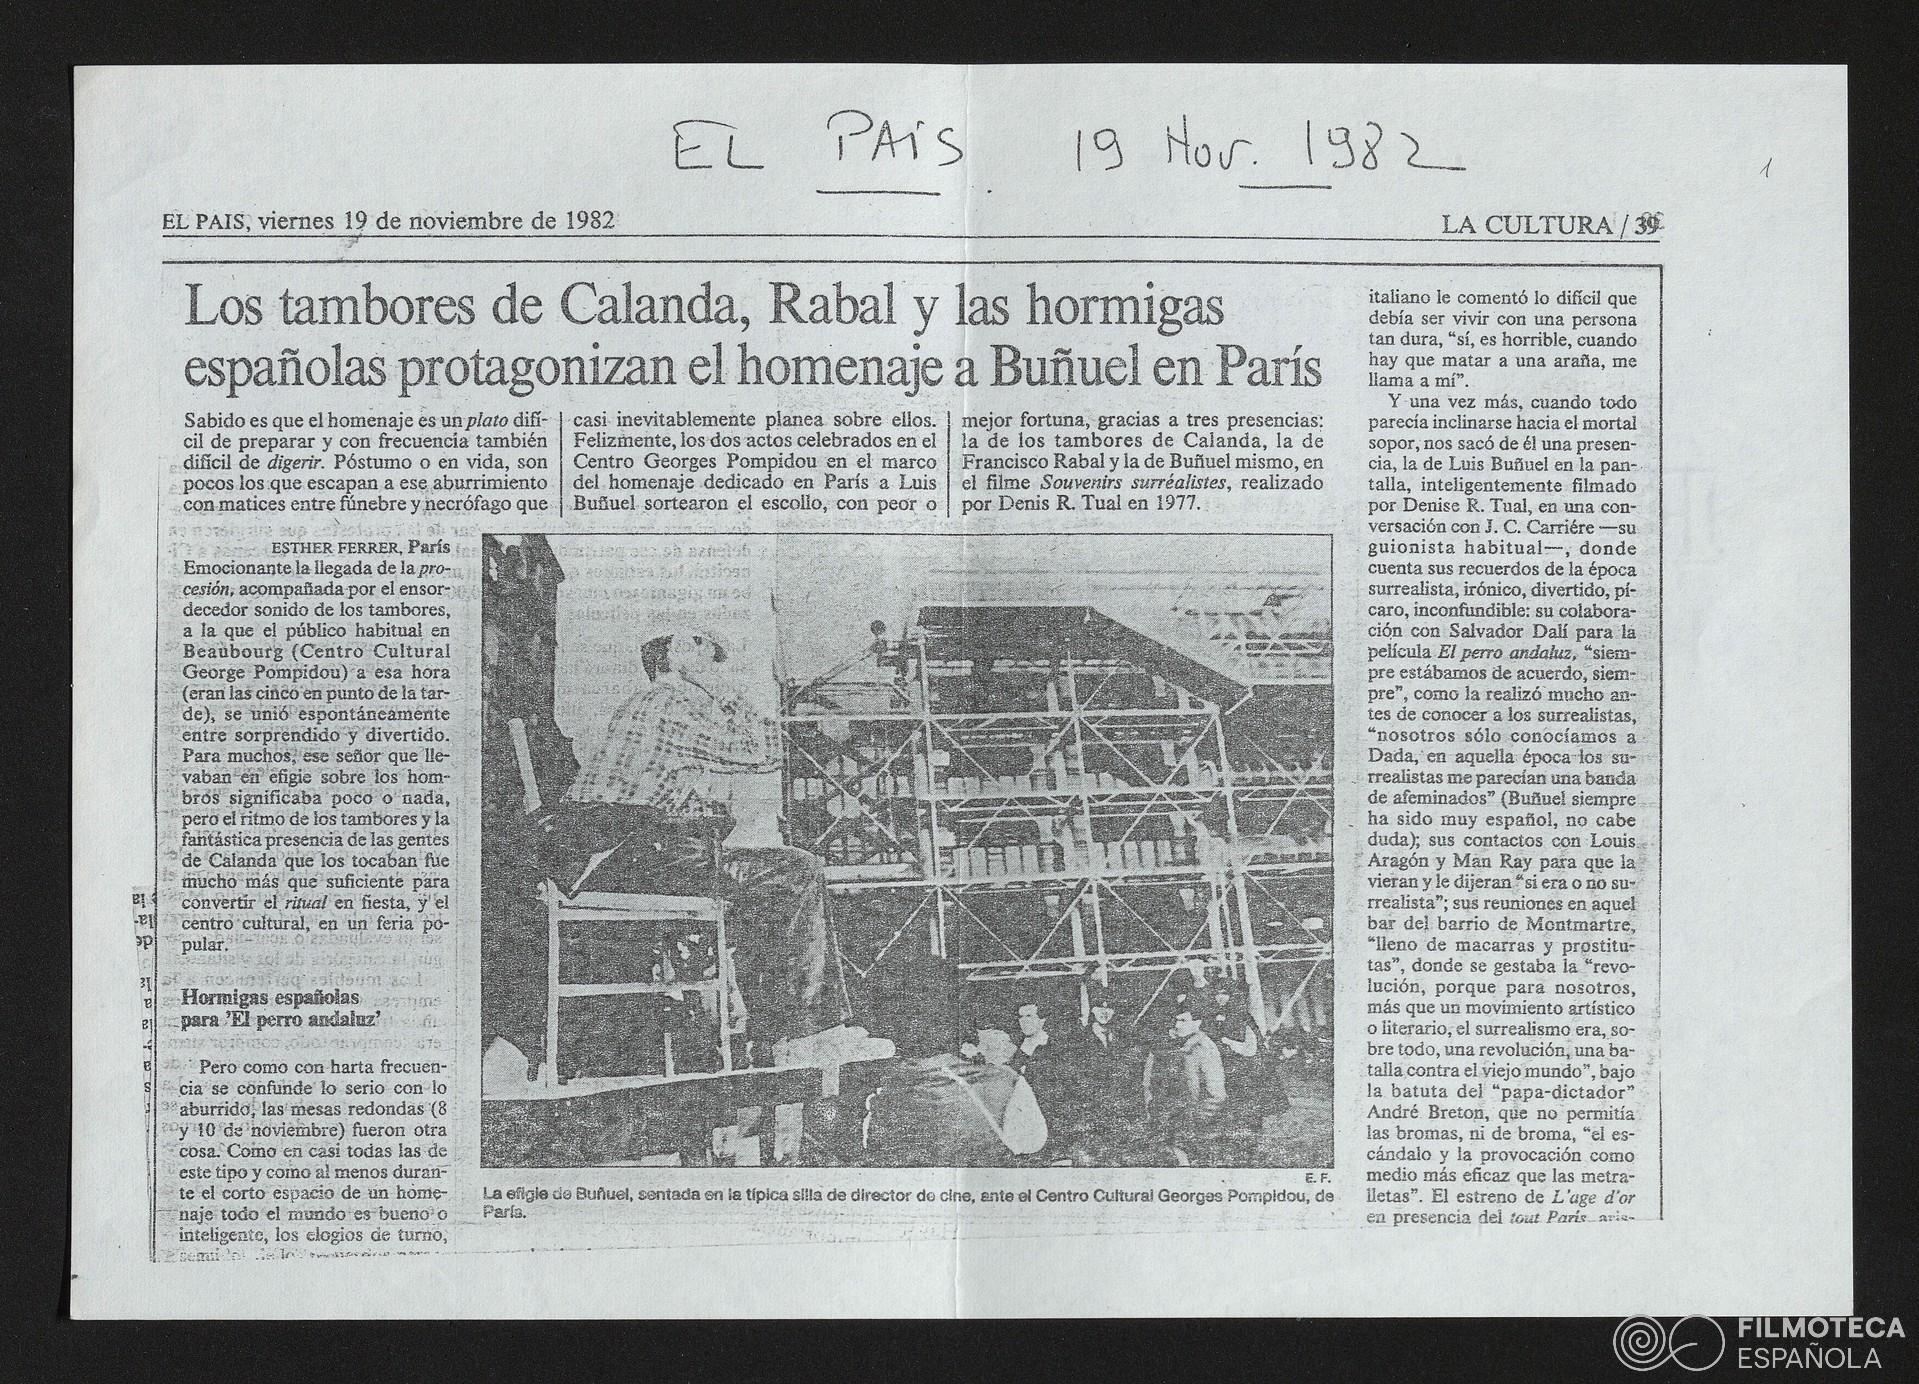 EL PAIS. 19 Nov. 1982
1
EL PAIS, viernes 19 de noviembre de 1982
LA CULTURA / 39
Los tambores de Calanda, Rabal y las hormigas
españolas protagonizan el homenaje a Buñuel en París
Sabido es que el homenaje es un plato difí-
cil de preparar y con frecuencia también
difícil de digerir. Póstumo o en vida, son
pocos los que escapan a ese aburrimiento
con matices entre fúnebre y necrófago que
casi inevitablemente planea sobre ellos.
Felizmente, los dos actos celebrados en el
Centro Georges Pompidou en el marco
del homenaje dedicado en París a Luis
Buñuel sortearon el escollo, con peor o
mejor fortuna, gracias a tres presencias:
la de los tambores de Calanda, la de
Francisco Rabal y la de Buñuel mismo, en
el filme Souvenirs surréalistes, realizado
por Denis R. Tual en 1977.
ESTHER FERRER, París
Emocionante la llegada de la pro-
cesión, acompañada por el ensor-
decedor sonido de los tambores,
a la que el público habitual en
Beaubourg (Centro Cultural
George Pompidou) a esa hora
(eran las cinco en punto de la tar-
de), se unió espontáneamente
entre sorprendido y divertido.
Para muchos, ese señor que lle-
vaban en efigie sobre los hom-
bros significaba poco o nada,
pero el ritmo de los tambores y la
fantástica presencia de las gentes
de Calanda que los tocaban fue
mucho más que suficiente para
convertir el ritual en fiesta, y el
centro cultural, en un feria po-
pular.
Hormigas españolas
para 'El perro andaluz'
Pero como con harta frecuen-
cia se confunde lo serio con lo
aburrido, las mesas redondas (8
y 10 de noviembre) fueron otra
cosa. Como en casi todas las de
este tipo y como al menos duran-
te el corto espacio de un home-
naje todo el mundo es bueno o
inteligente, los elogios de turno,
E. F.
La efigie de Buñuel, sentada en la típica silla de director de cine, ante el Centro Cultural Georges Pompidou, de
París.
italiano le comentó lo difícil que
debía ser vivir con una persona
tan dura, “sí, es horrible, cuando
hay que matar a una araña, me
llama a mí”.
Y una vez más, cuando todo
parecía inclinarse hacia el mortal
sopor, nos sacó de él una presen-
cia, la de Luis Buñuel en la pan-
talla, inteligentemente filmado
por Denise R. Tual, en una con-
versación con J. C. Carriére —su
guionista habitual—, donde
cuenta sus recuerdos de la época
surrealista, irónico, divertido, pí-
caro, inconfundible: su colabora-
ción con Salvador Dalí para la
película El perro andaluz, “siem-
pre estábamos de acuerdo, siem-
pre”, como la realizó mucho an-
tes de conocer a los surrealistas,
“nosotros sólo conocíamos a
Dada, en aquella época los su-
rrealistas me parecían una banda
de afeminados” (Buñuel siempre
ha sido muy español, no cabe
duda); sus contactos con Louis
Aragón y Man Ray para que la
vieran y le dijeran “si era o no su-
rrealista”; sus reuniones en aquel
bar del barrio de Montmartre,
“lleno de macarras y prostitu-
tas”, donde se gestaba la “revo-
lución, porque para nosotros,
más que un movimiento artístico
o literario, el surrealismo era, so-
bre todo, una revolución, una ba-
talla contra el viejo mundo”, bajo
la batuta del “papa-dictador”
André Breton, que no permitía
las bromas, ni de broma, “el es-
cándalo y la provocación como
medio más eficaz que las metra-
lletas”. El estreno de L'age d'or
en presencia del tout París aris-
FILMOTECA
ESPAÑOLA